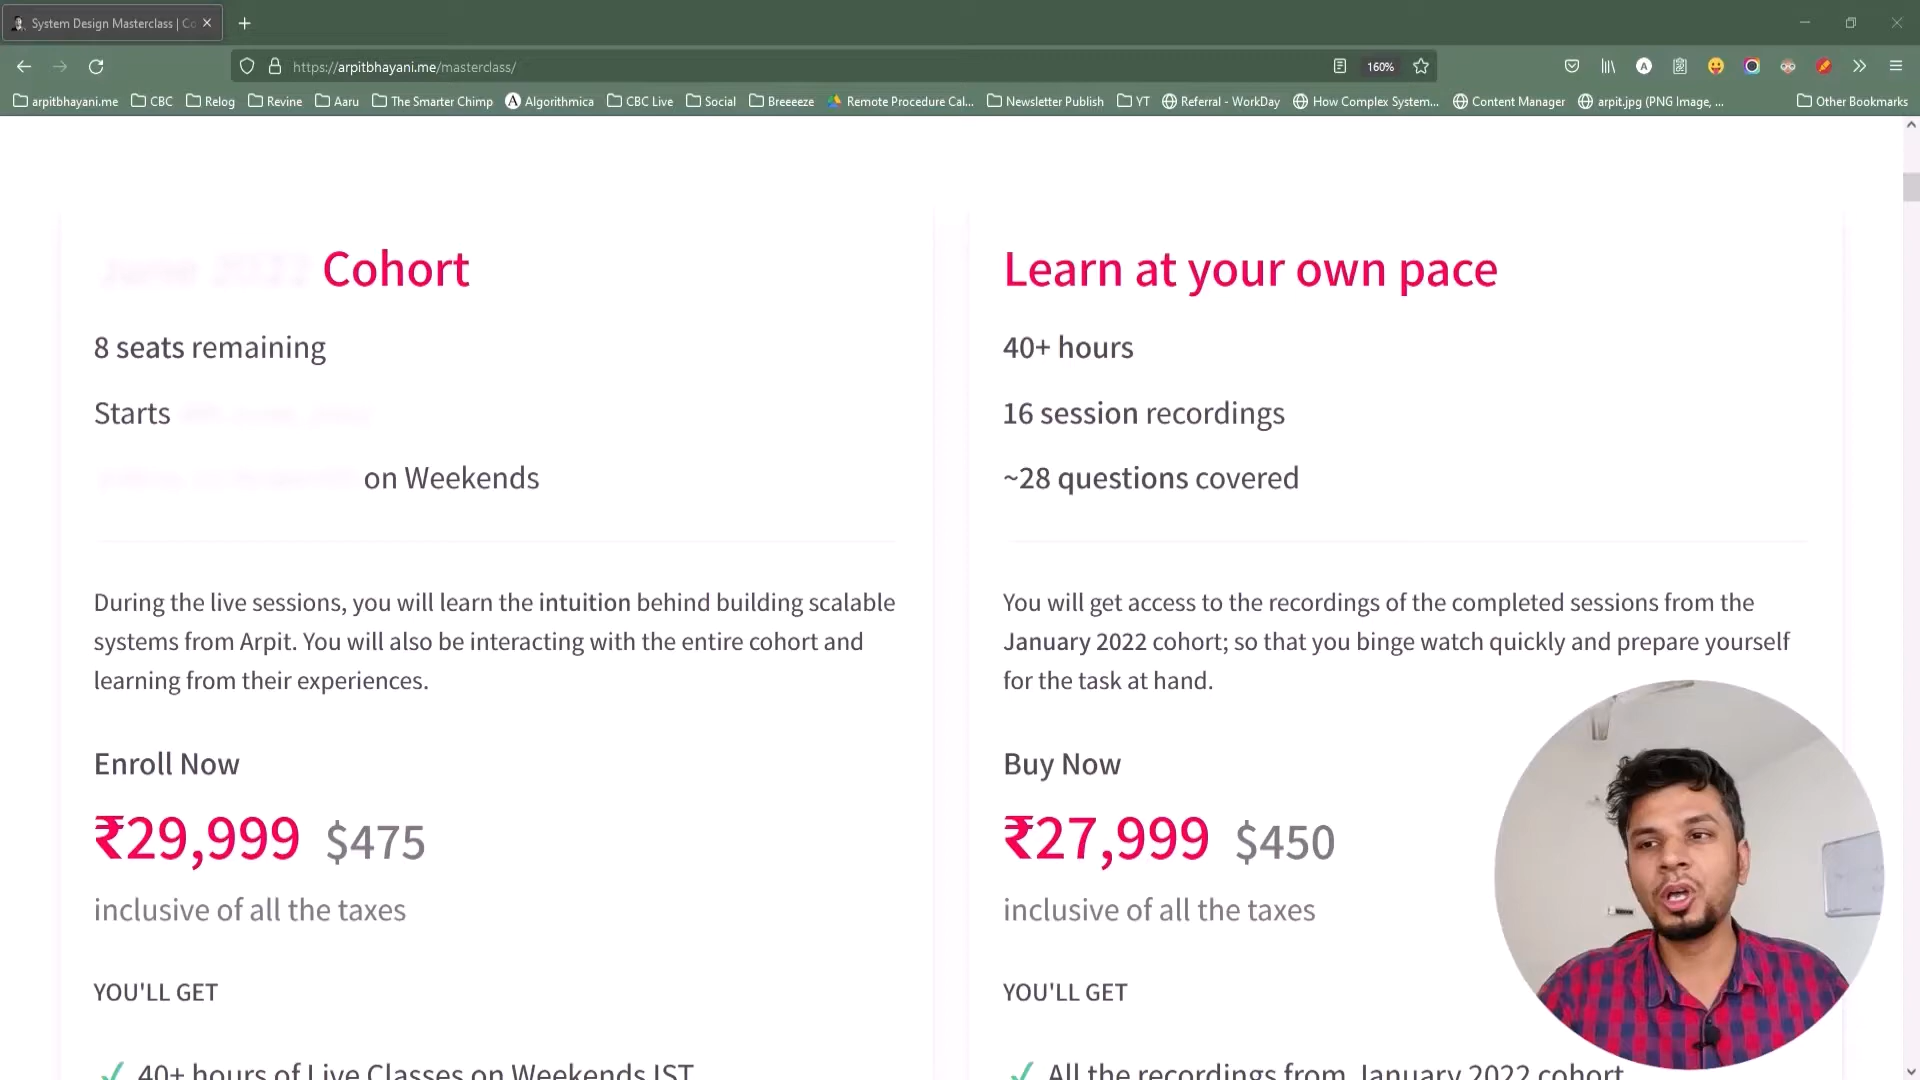 System Design Masterclass | Co
https://arpitbhayani.me/masterclass/
160%
arpitbhayani.me CBC Relog Revine Aaru The Smarter Chimp Algorithmica CBC Live Social Breeeeze Remote Procedure Cal... Newsletter Publish YT Referral - WorkDay How Complex System... Content Manager arpit.jpg (PNG Image, ... Other Bookmarks
Cohort
8 seats remaining
Starts
on Weekends
During the live sessions, you will learn the intuition behind building scalable
systems from Arpit. You will also be interacting with the entire cohort and
learning from their experiences.
Enroll Now
₹29,999 $475
inclusive of all the taxes
YOU'LL GET
✓ 40+ hours of Live Classes on Weekends IST
Learn at your own pace
40+ hours
16 session recordings
~28 questions covered
You will get access to the recordings of the completed sessions from the
January 2022 cohort; so that you binge watch quickly and prepare yourself
for the task at hand.
Buy Now
₹27,999 $450
inclusive of all the taxes
YOU'LL GET
✓ All the recordings from January 2022 cohort